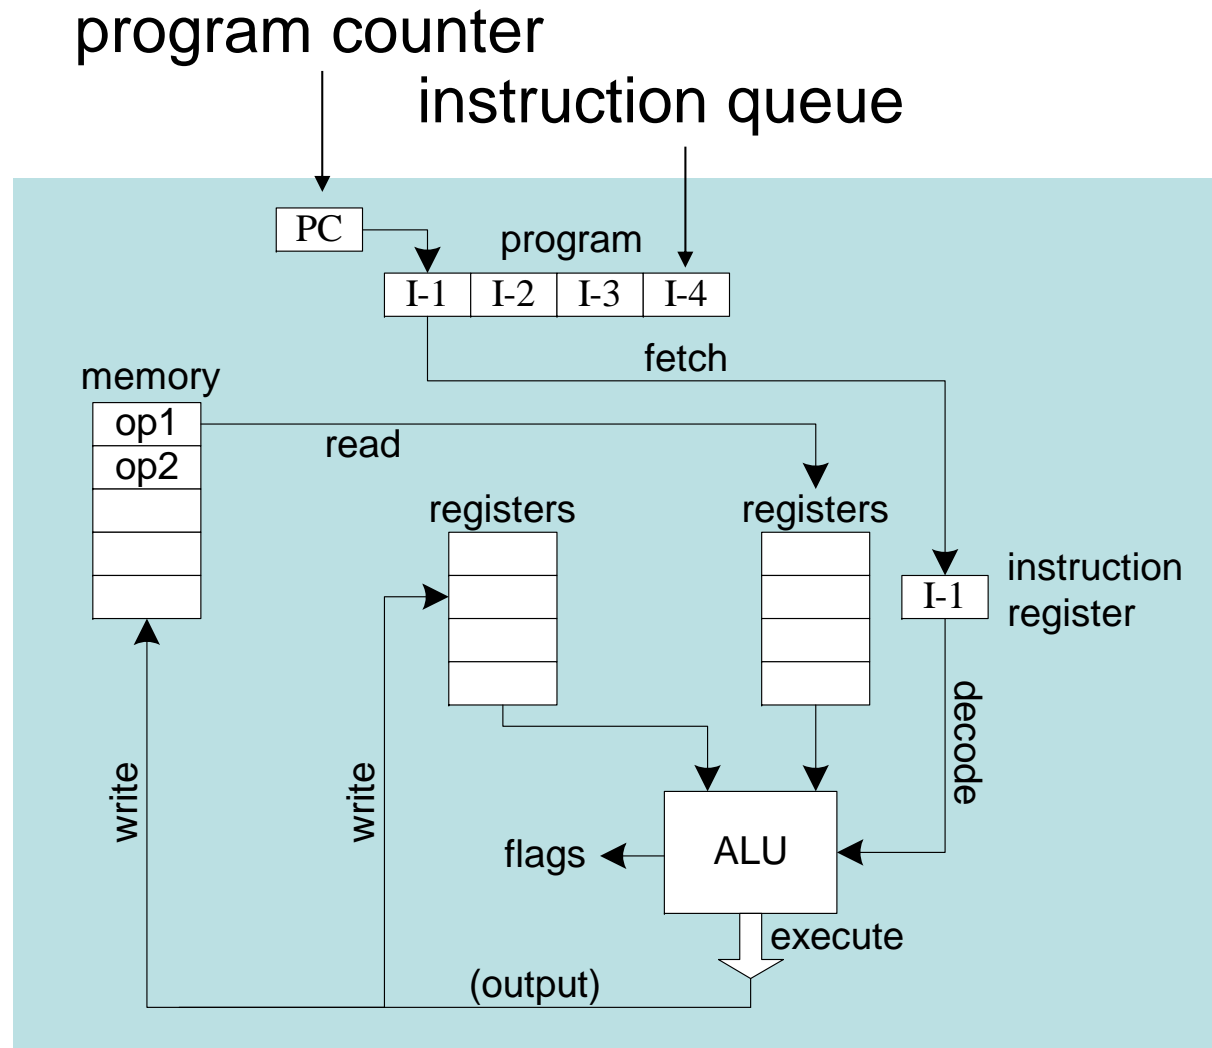 program counter
instruction queue
PC
program
I-1 I-2 I-3 I-4
fetch
memory
op1
read
op2
registers
registers
instruction
register
I-1
decode
write
write
flags
ALU
execute
(output)